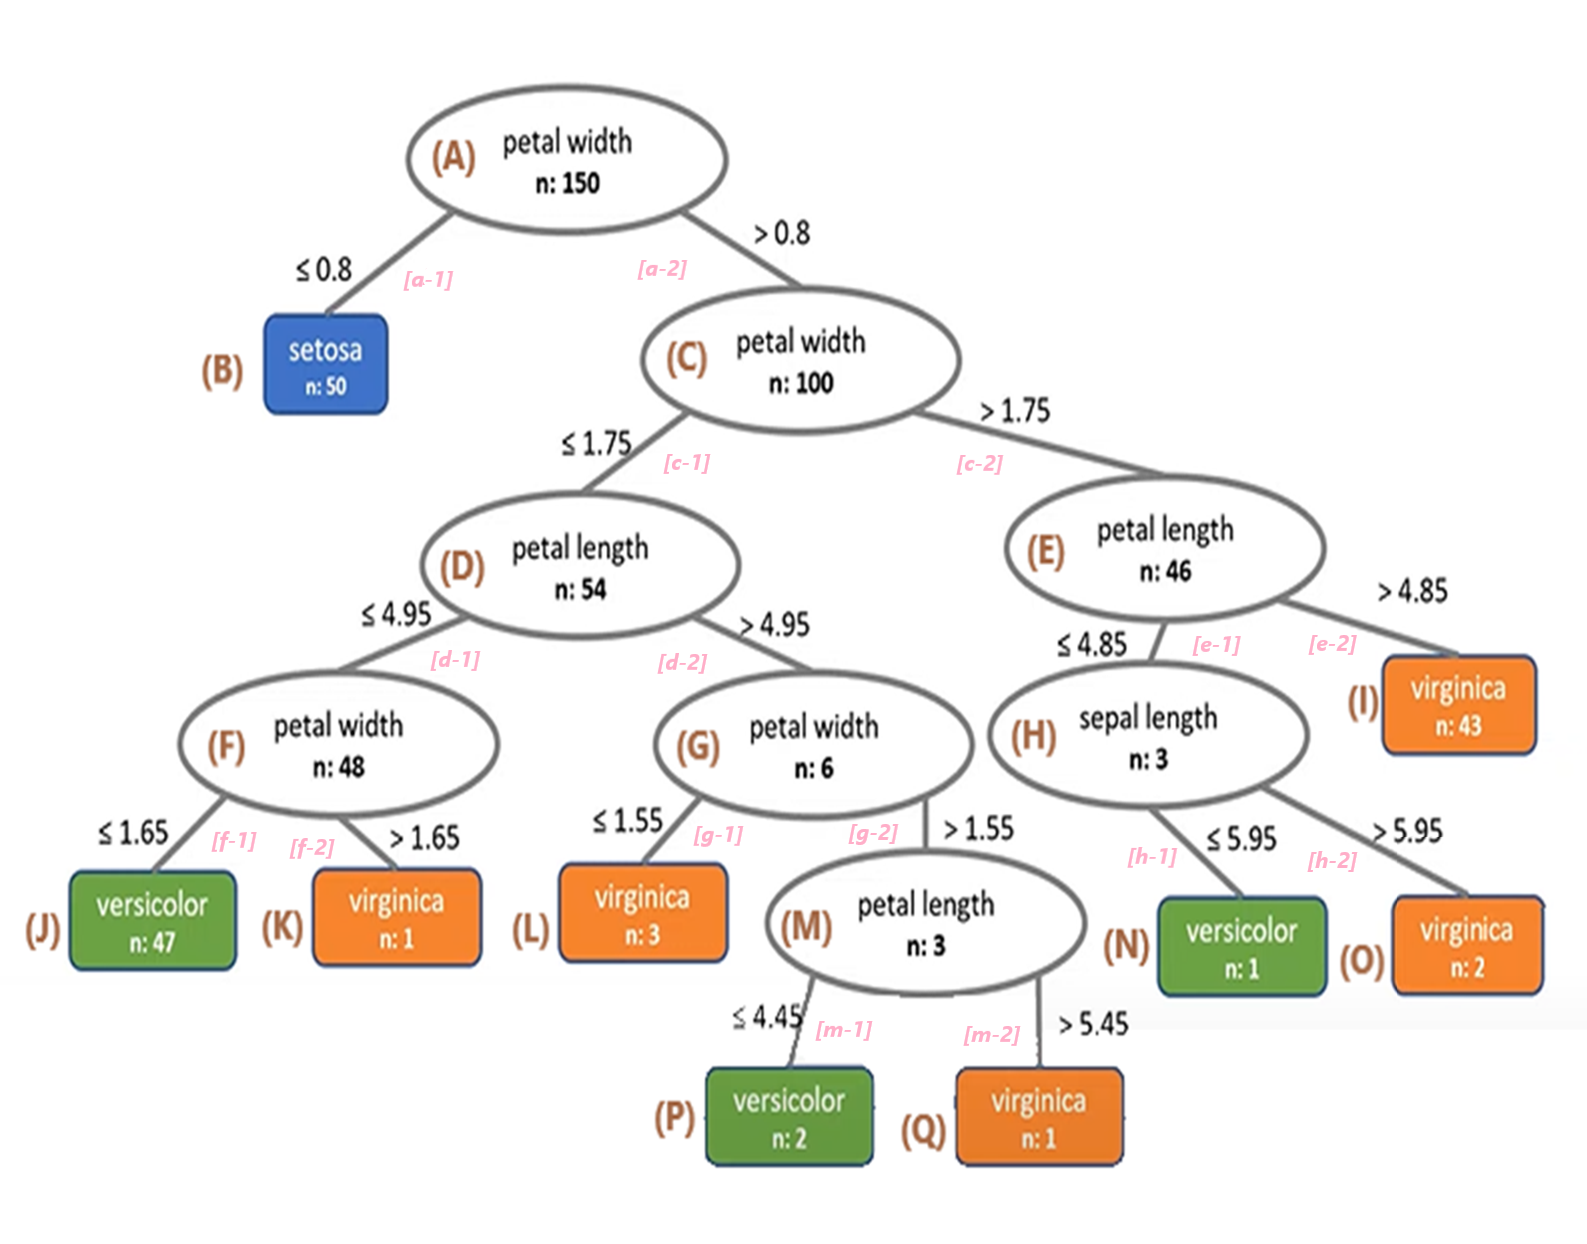 (A) petal width
n: 150
≤ 0.8
[a-1]
[a-2]
> 0.8
(B) setosa
n: 50
(C) petal width
n: 100
≤ 1.75
[c-1]
[c-2]
> 1.75
(D) petal length
n: 54
(E) petal length
n: 46
≤ 4.95
[d-1]
[d-2]
> 4.95
≤ 4.85
[e-1]
[e-2]
> 4.85
(F) petal width
n: 48
(G) petal width
n: 6
(H) sepal length
n: 3
(I) virginica
n: 43
≤ 1.65
[f-1]
[f-2]
> 1.65
≤ 1.55
[g-1]
[g-2]
> 1.55
[h-1]
≤ 5.95
[h-2]
> 5.95
(J) versicolor
n: 47
(K) virginica
n: 1
(L) virginica
n: 3
(M) petal length
n: 3
(N) versicolor
n: 1
(O) virginica
n: 2
≤ 4.45
[m-1]
[m-2]
> 5.45
(P) versicolor
n: 2
(Q) virginica
n: 1